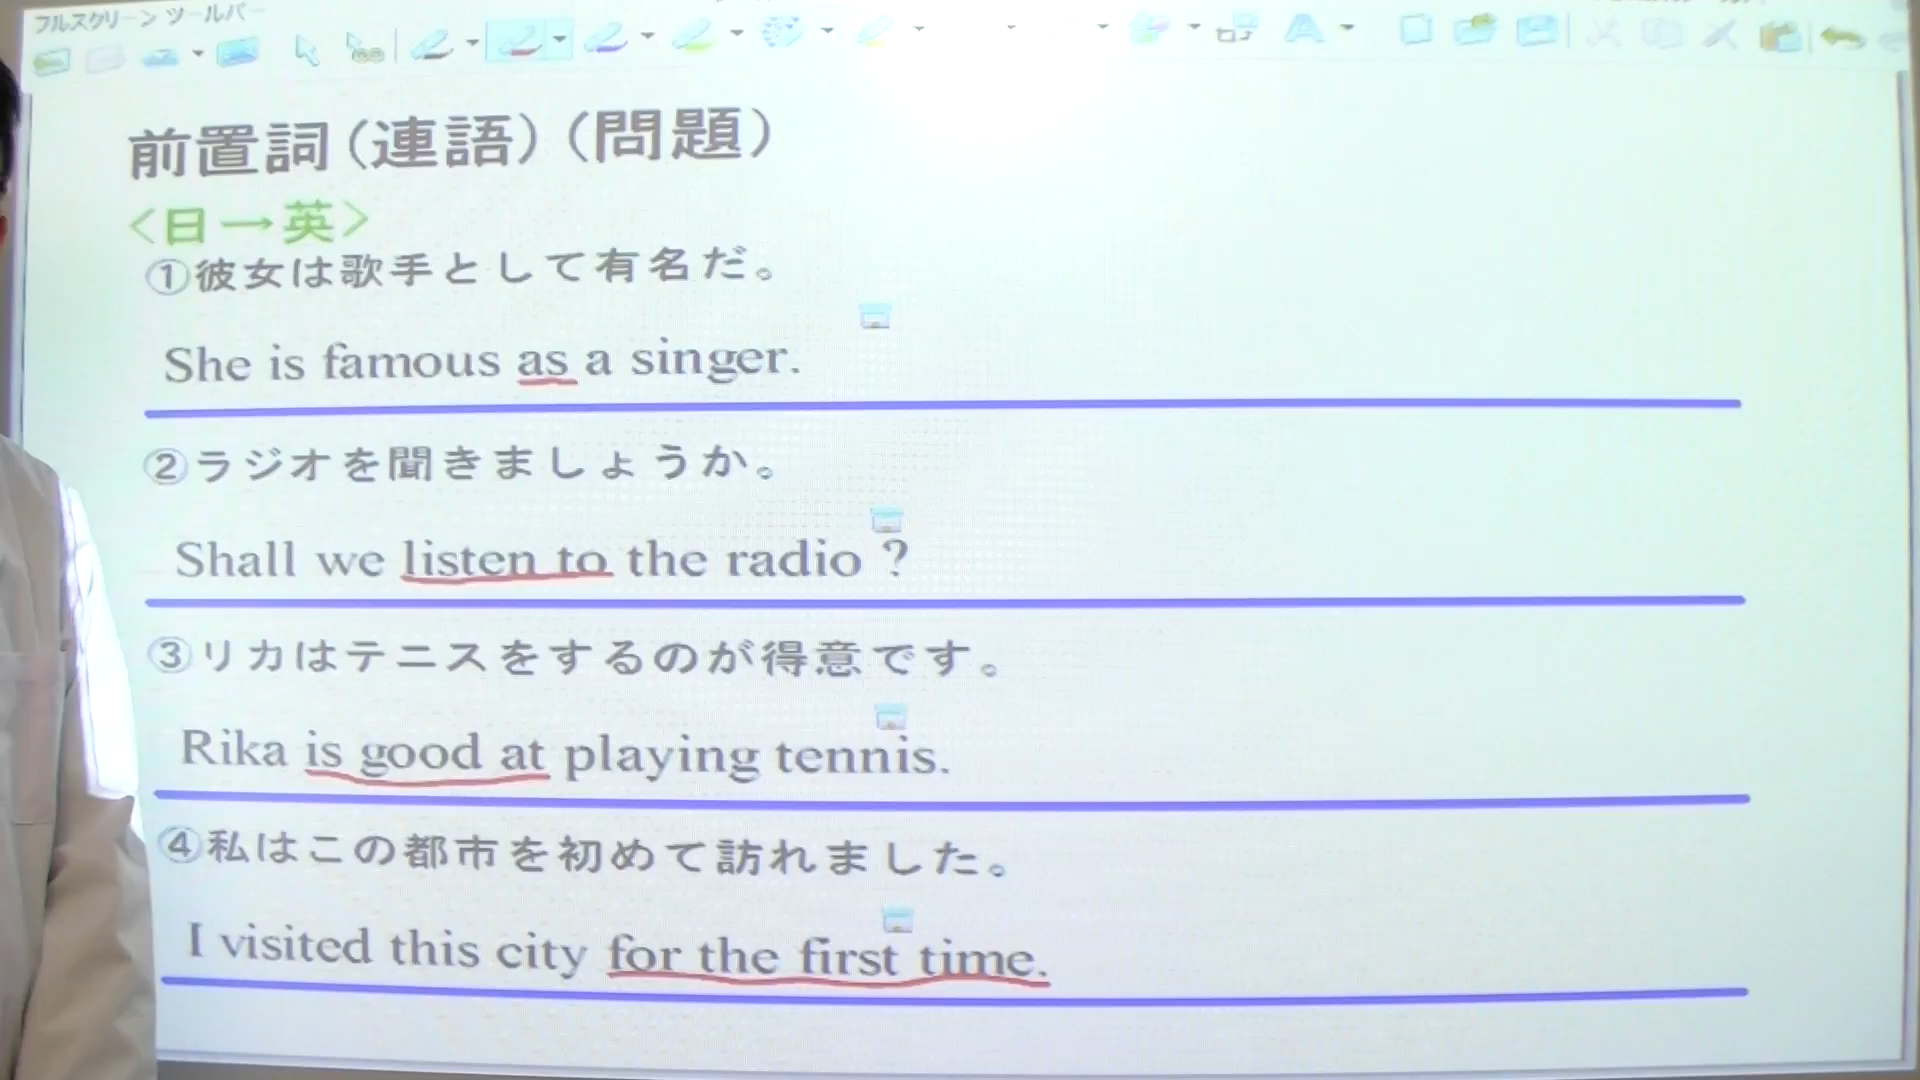 フルスクリーン ツールバー
前置詞(連語)(問題)
<日→英>
①彼女は歌手として有名だ。
She is famous as a singer.
②ラジオを聞きましょうか。
Shall we listen to the radio ?
③リカはテニスをするのが得意です。
Rika is good at playing tennis.
④私はこの都市を初めて訪れました。
I visited this city for the first time.